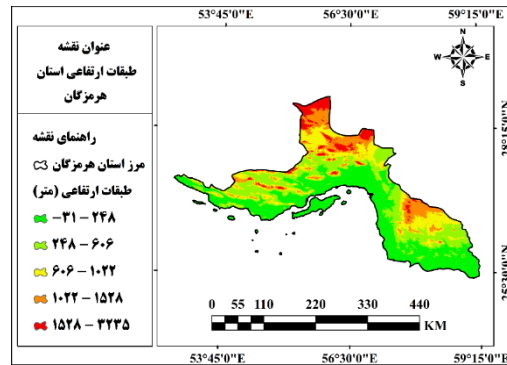 53°45'0"E 56°30'0"E 59°15'0"E
عنوان نقشه
طبقات ارتفاعی استان
هرمزگان
N
W E
S
راهنمای نقشه
مرز استان هرمزگان
طبقات ارتفاعی (متر)
-۳۱ - ۲۴۸
۲۴۸ - ۶۰۶
۶۰۶ - ۱۰۲۲
۱۰۲۲ - ۱۵۲۸
۱۵۲۸ - ۳۲۳۵
0 55 110 220 330 440
KM
53°45'0"E 56°30'0"E 59°15'0"E